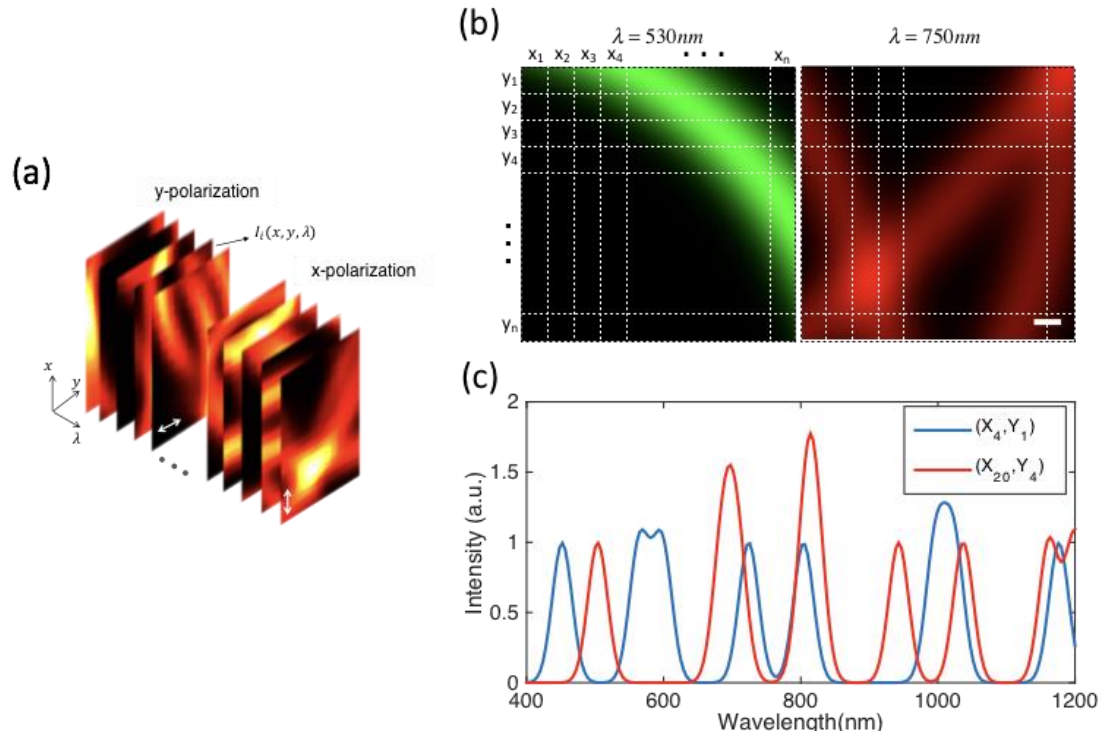 (a)
y-polarization
I_i(x, y, λ)
x-polarization
x
y
λ
(b)
λ = 530nm
λ = 750nm
x₁ x₂ x₃ x₄ ... xₙ
y₁
y₂
y₃
y₄
yₙ
(c)
2
1.5
1
0.5
0
Intensity (a.u.)
(X₄,Y₁)
(X₂₀,Y₄)
400 600 800 1000 1200
Wavelength(nm)